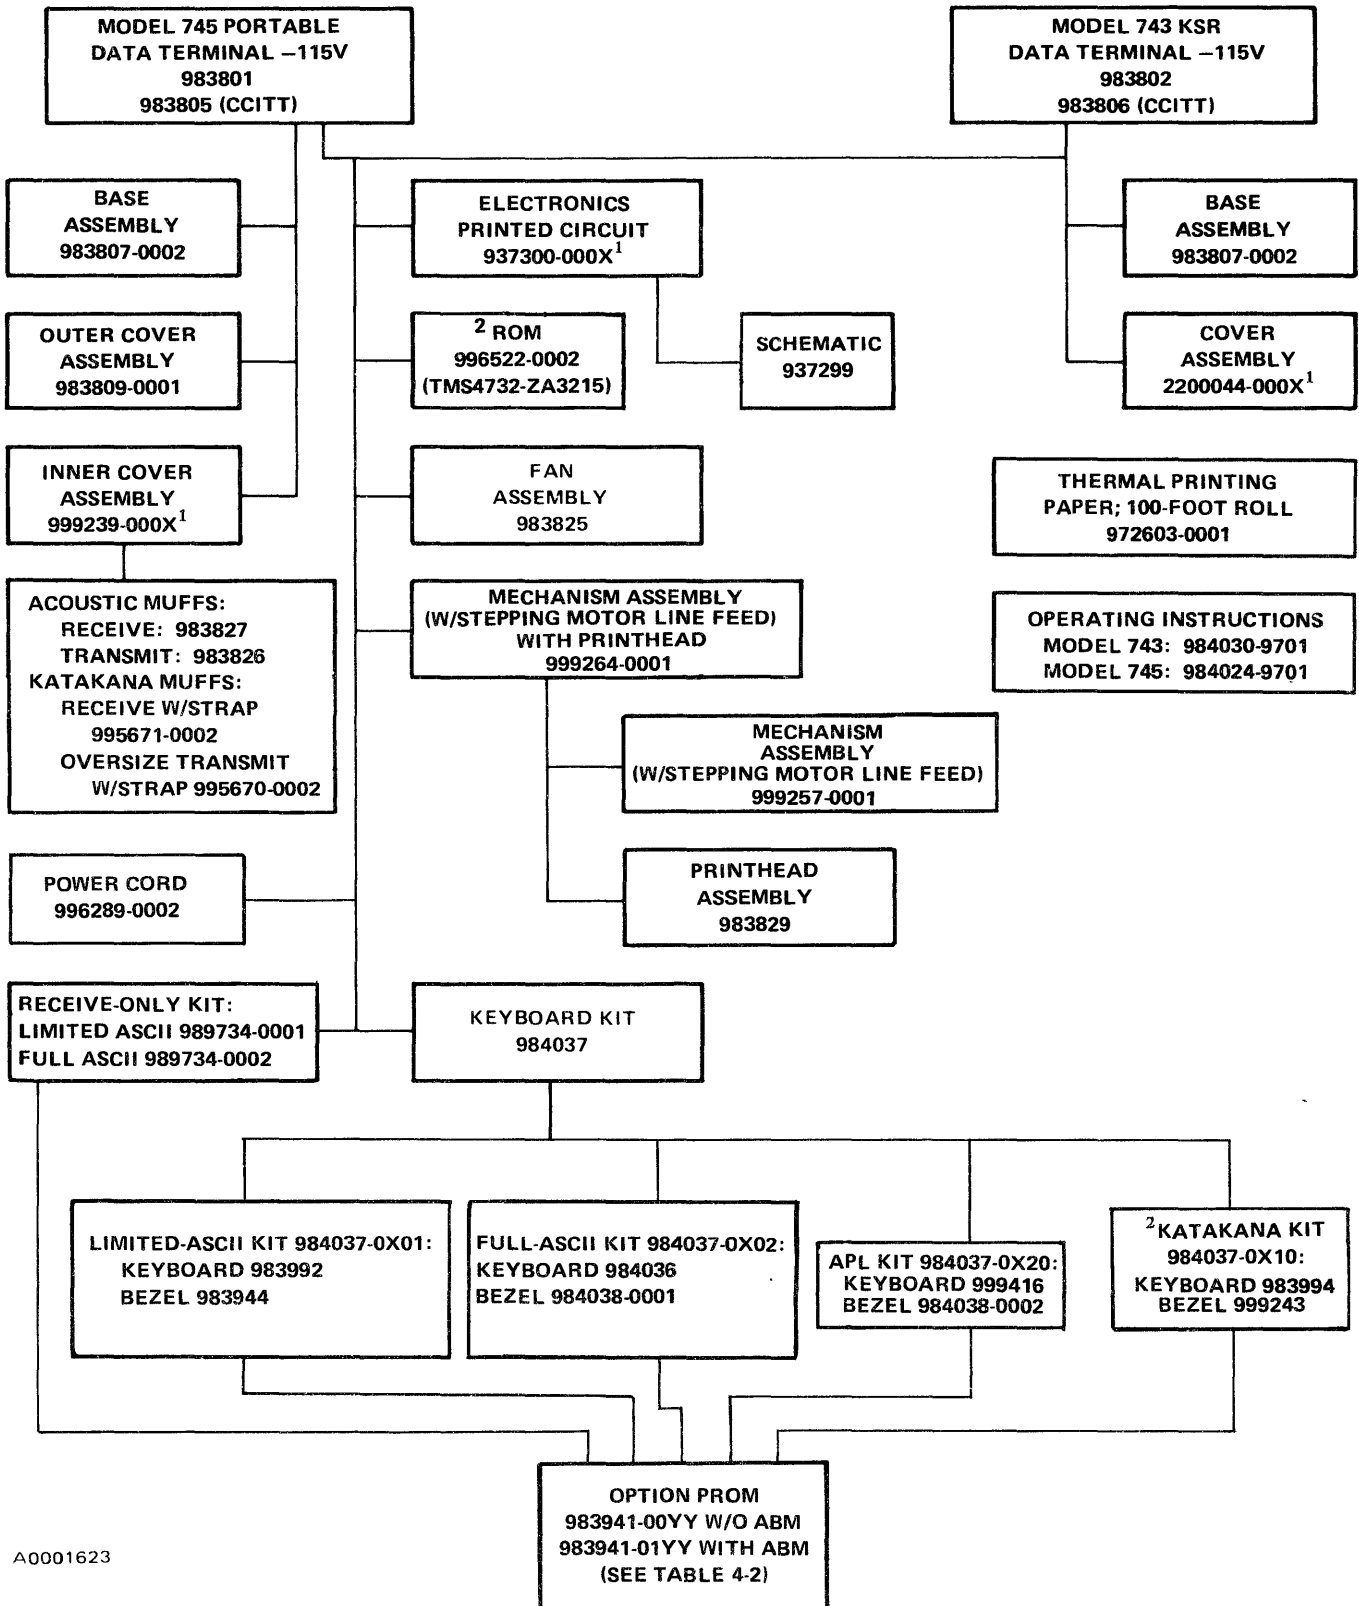 MODEL 745 PORTABLE
DATA TERMINAL –115V
983801
983805 (CCITT)
MODEL 743 KSR
DATA TERMINAL –115V
983802
983806 (CCITT)
BASE
ASSEMBLY
983807-0002
ELECTRONICS
PRINTED CIRCUIT
937300-000X¹
BASE
ASSEMBLY
983807-0002
OUTER COVER
ASSEMBLY
983809-0001
² ROM
996522-0002
(TMS4732-ZA3215)
SCHEMATIC
937299
COVER
ASSEMBLY
2200044-000X¹
INNER COVER
ASSEMBLY
999239-000X¹
FAN
ASSEMBLY
983825
THERMAL PRINTING
PAPER; 100-FOOT ROLL
972603-0001
ACOUSTIC MUFFS:
RECEIVE: 983827
TRANSMIT: 983826
KATAKANA MUFFS:
RECEIVE W/STRAP
995671-0002
OVERSIZE TRANSMIT
W/STRAP 995670-0002
MECHANISM ASSEMBLY
(W/STEPPING MOTOR LINE FEED)
WITH PRINTHEAD
999264-0001
OPERATING INSTRUCTIONS
MODEL 743: 984030-9701
MODEL 745: 984024-9701
MECHANISM
ASSEMBLY
(W/STEPPING MOTOR LINE FEED)
999257-0001
POWER CORD
996289-0002
PRINTHEAD
ASSEMBLY
983829
RECEIVE-ONLY KIT:
LIMITED ASCII 989734-0001
FULL ASCII 989734-0002
KEYBOARD KIT
984037
LIMITED-ASCII KIT 984037-0X01:
KEYBOARD 983992
BEZEL 983944
FULL-ASCII KIT 984037-0X02:
KEYBOARD 984036
BEZEL 984038-0001
APL KIT 984037-0X20:
KEYBOARD 999416
BEZEL 984038-0002
²KATAKANA KIT
984037-0X10:
KEYBOARD 983994
BEZEL 999243
OPTION PROM
983941-00YY W/O ABM
983941-01YY WITH ABM
(SEE TABLE 4-2)
A0001623